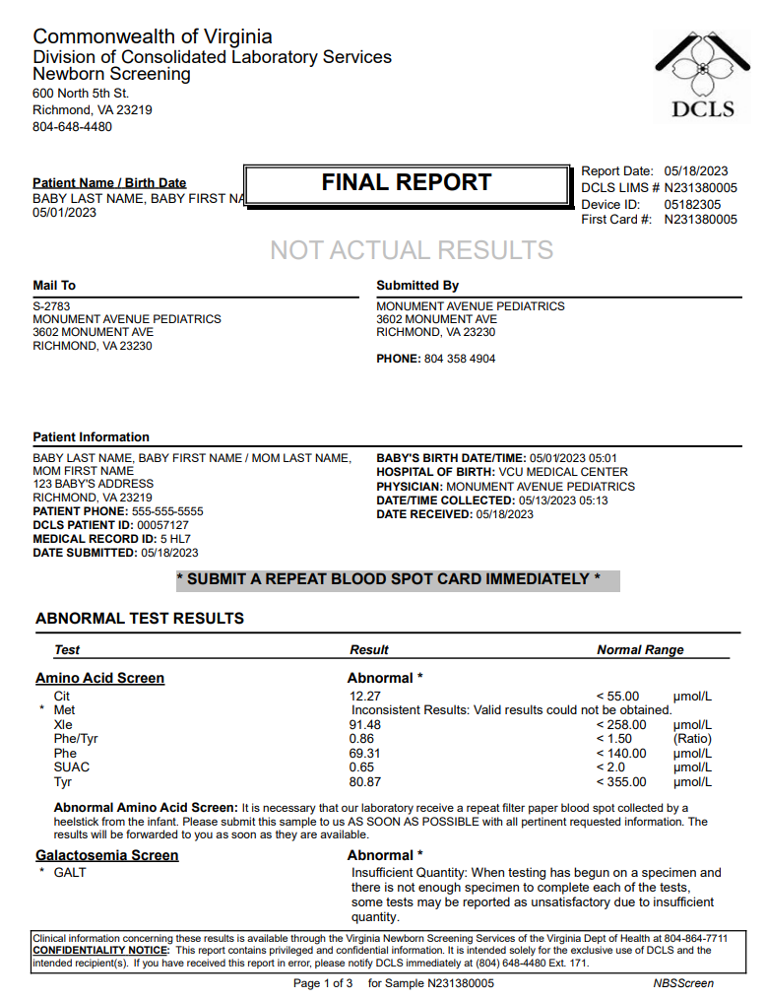 Commonwealth of Virginia
Division of Consolidated Laboratory Services
Newborn Screening
600 North 5th St.
Richmond, VA 23219
804-648-4480
DCLS
Patient Name / Birth Date
BABY LAST NAME, BABY FIRST NA
05/01/2023
FINAL REPORT
Report Date: 05/18/2023
DCLS LIMS # N231380005
Device ID: 05182305
First Card #: N231380005
NOT ACTUAL RESULTS
Mail To
S-2783
MONUMENT AVENUE PEDIATRICS
3602 MONUMENT AVE
RICHMOND, VA 23230
Submitted By
MONUMENT AVENUE PEDIATRICS
3602 MONUMENT AVE
RICHMOND, VA 23230
PHONE: 804 358 4904
Patient Information
BABY LAST NAME, BABY FIRST NAME / MOM LAST NAME,
MOM FIRST NAME
123 BABY'S ADDRESS
RICHMOND, VA 23219
PATIENT PHONE: 555-555-5555
DCLS PATIENT ID: 00057127
MEDICAL RECORD ID: 5 HL7
DATE SUBMITTED: 05/18/2023
BABY'S BIRTH DATE/TIME: 05/01/2023 05:01
HOSPITAL OF BIRTH: VCU MEDICAL CENTER
PHYSICIAN: MONUMENT AVENUE PEDIATRICS
DATE/TIME COLLECTED: 05/13/2023 05:13
DATE RECEIVED: 05/18/2023
* SUBMIT A REPEAT BLOOD SPOT CARD IMMEDIATELY *
ABNORMAL TEST RESULTS
Test Result Normal Range
Amino Acid Screen Abnormal *
Cit 12.27 < 55.00 µmol/L
* Met Inconsistent Results: Valid results could not be obtained.
Xle 91.48 < 258.00 µmol/L
Phe/Tyr 0.86 < 1.50 (Ratio)
Phe 69.31 < 140.00 µmol/L
SUAC 0.65 < 2.0 µmol/L
Tyr 80.87 < 355.00 µmol/L
Abnormal Amino Acid Screen: It is necessary that our laboratory receive a repeat filter paper blood spot collected by a
heelstick from the infant. Please submit this sample to us AS SOON AS POSSIBLE with all pertinent requested information. The
results will be forwarded to you as soon as they are available.
Galactosemia Screen Abnormal *
* GALT Insufficient Quantity: When testing has begun on a specimen and
there is not enough specimen to complete each of the tests,
some tests may be reported as unsatisfactory due to insufficient
quantity.
Clinical information concerning these results is available through the Virginia Newborn Screening Services of the Virginia Dept of Health at 804-864-7711
CONFIDENTIALITY NOTICE: This report contains privileged and confidential information. It is intended solely for the exclusive use of DCLS and the
intended recipient(s). If you have received this report in error, please notify DCLS immediately at (804) 648-4480 Ext. 171.
Page 1 of 3 for Sample N231380005 NBSScreen